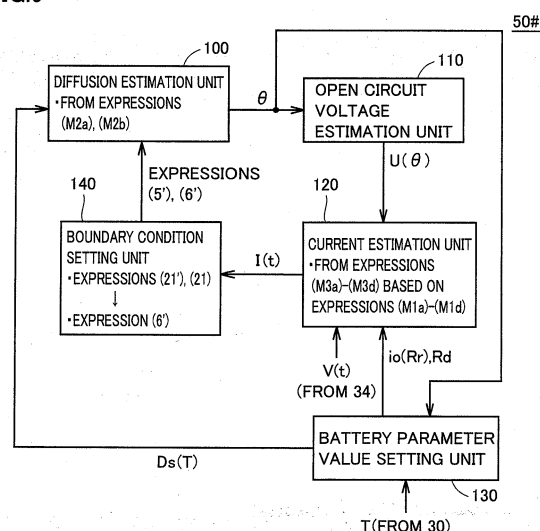 50#
100
DIFFUSION ESTIMATION UNIT
・FROM EXPRESSIONS
(M2a), (M2b)
θ
110
OPEN CIRCUIT
VOLTAGE
ESTIMATION UNIT
EXPRESSIONS
(5'), (6')
U(θ)
140
BOUNDARY CONDITION
SETTING UNIT
・EXPRESSIONS (21'), (21)
↓
・EXPRESSION (6')
I(t)
120
CURRENT ESTIMATION UNIT
・FROM EXPRESSIONS
(M3a)-(M3d) BASED ON
EXPRESSIONS (M1a)-(M1d)
V(t)
(FROM 34)
io(Rr),Rd
Ds(T)
BATTERY PARAMETER
VALUE SETTING UNIT
130
T(FROM 30)